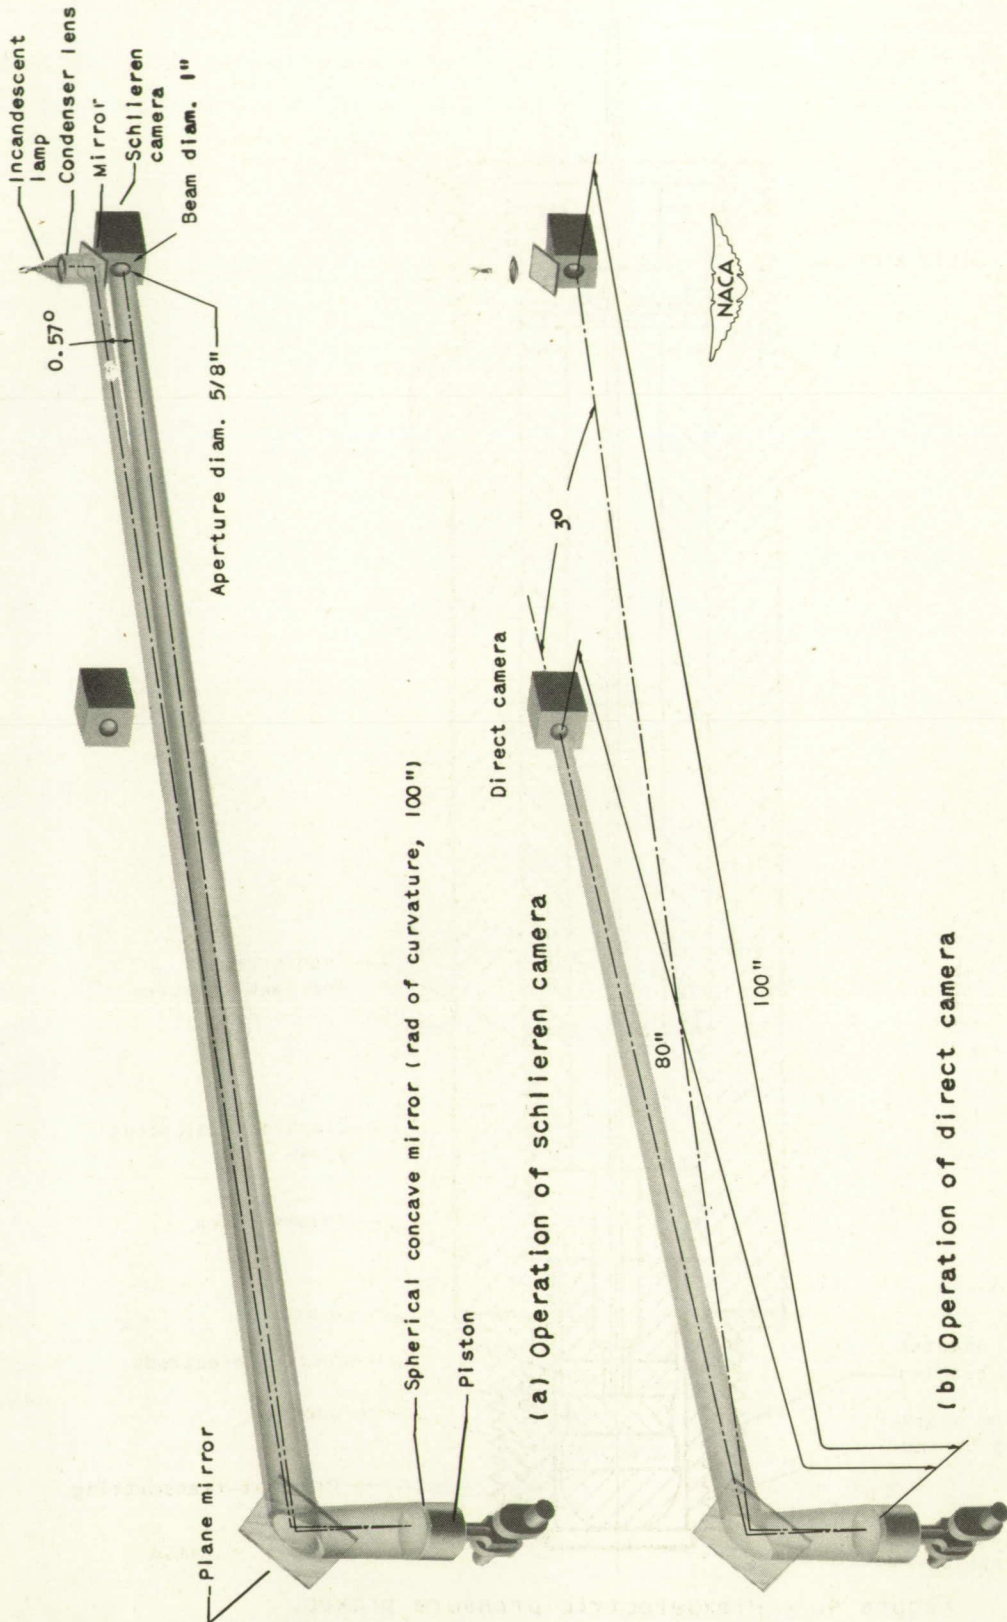 Incandescent
lamp
Condenser lens
Mirror
Schlieren
camera
Beam diam. 1"
0.57°
Aperture diam. 5/8"
Plane mirror
Spherical concave mirror (rad of curvature, 100")
Piston
(a) Operation of schlieren camera
Direct camera
3°
80"
100"
NACA
(b) Operation of direct camera